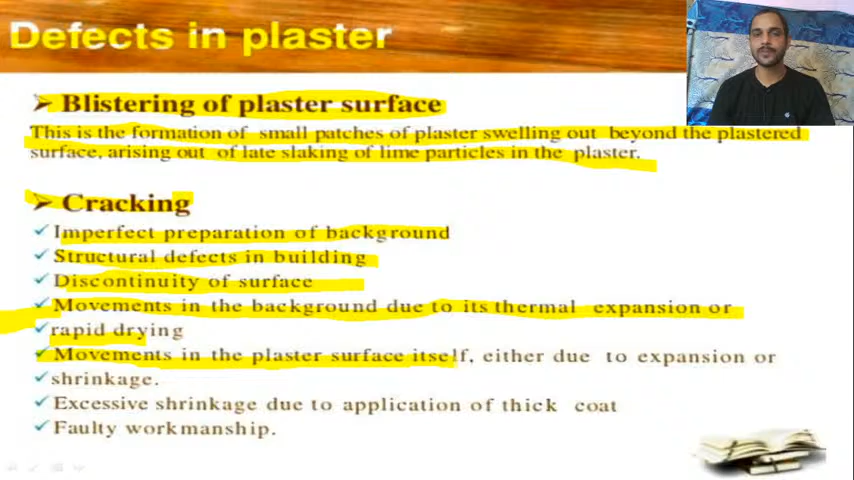 Defects in plaster
➤ Blistering of plaster surface
This is the formation of small patches of plaster swelling out beyond the plastered
surface, arising out of late slaking of lime particles in the plaster.
➤ Cracking
✓ Imperfect preparation of background
✓ Structural defects in building
✓ Discontinuity of surface
✓ Movements in the background due to its thermal expansion or
✓ rapid drying
✓ Movements in the plaster surface itself, either due to expansion or
✓ shrinkage.
✓ Excessive shrinkage due to application of thick coat
✓ Faulty workmanship.